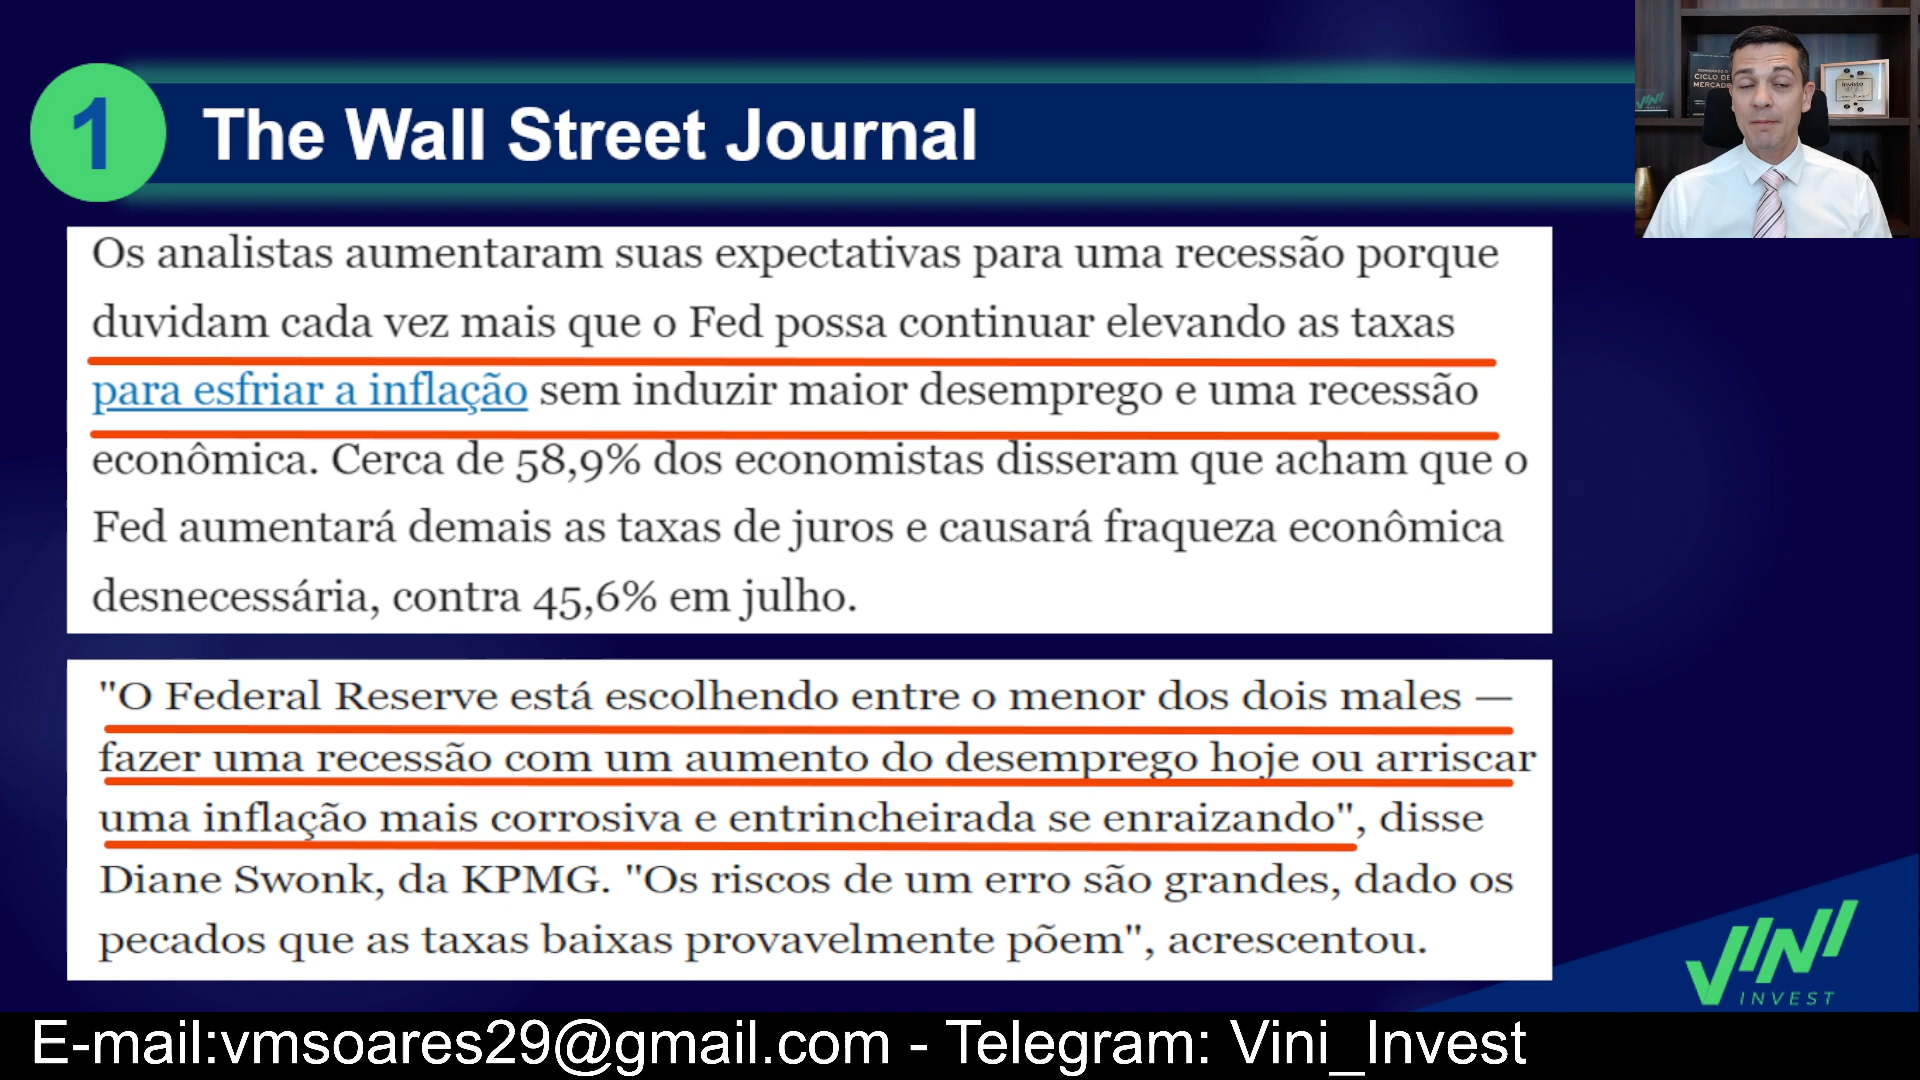 1
The Wall Street Journal
CICLO DE
MERCADO
Os analistas aumentaram suas expectativas para uma recessão porque
duvidam cada vez mais que o Fed possa continuar elevando as taxas
para esfriar a inflação sem induzir maior desemprego e uma recessão
econômica. Cerca de 58,9% dos economistas disseram que acham que o
Fed aumentará demais as taxas de juros e causará fraqueza econômica
desnecessária, contra 45,6% em julho.
"O Federal Reserve está escolhendo entre o menor dos dois males —
fazer uma recessão com um aumento do desemprego hoje ou arriscar
uma inflação mais corrosiva e entrincheirada se enraizando", disse
Diane Swonk, da KPMG. "Os riscos de um erro são grandes, dado os
pecados que as taxas baixas provavelmente põem", acrescentou.
VINI
INVEST
E-mail:vmsoares29@gmail.com - Telegram: Vini_Invest